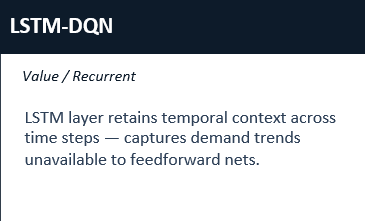 LSTM-DQN
Value / Recurrent
LSTM layer retains temporal context across
time steps — captures demand trends
unavailable to feedforward nets.